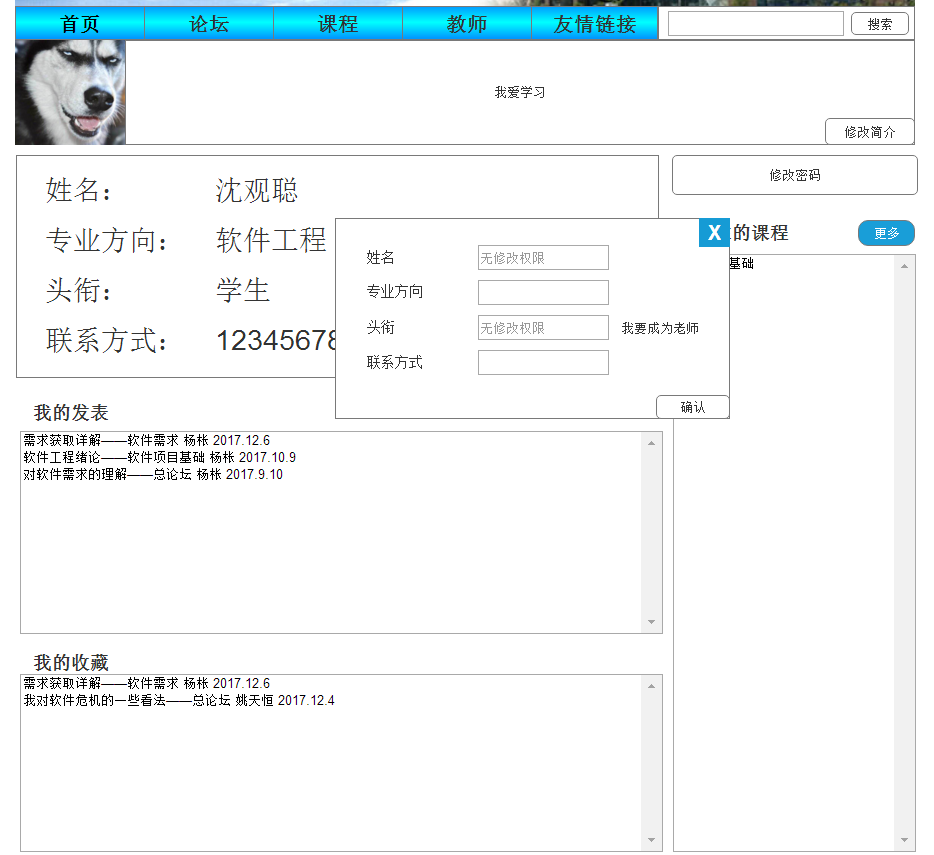 首页 论坛 课程 教师 友情链接 搜索
我爱学习
修改简介
姓名： 沈观聪
专业方向： 软件工程
头衔： 学生
联系方式： 12345678
修改密码
的课程 更多
基础
X
姓名 无修改权限
专业方向
头衔 无修改权限 我要成为老师
联系方式
确认
我的发表
需求获取详解——软件需求 杨枨 2017.12.6
软件工程绪论——软件项目基础 杨枨 2017.10.9
对软件需求的理解——总论坛 杨枨 2017.9.10
我的收藏
需求获取详解——软件需求 杨枨 2017.12.6
我对软件危机的一些看法——总论坛 姚天恒 2017.12.4